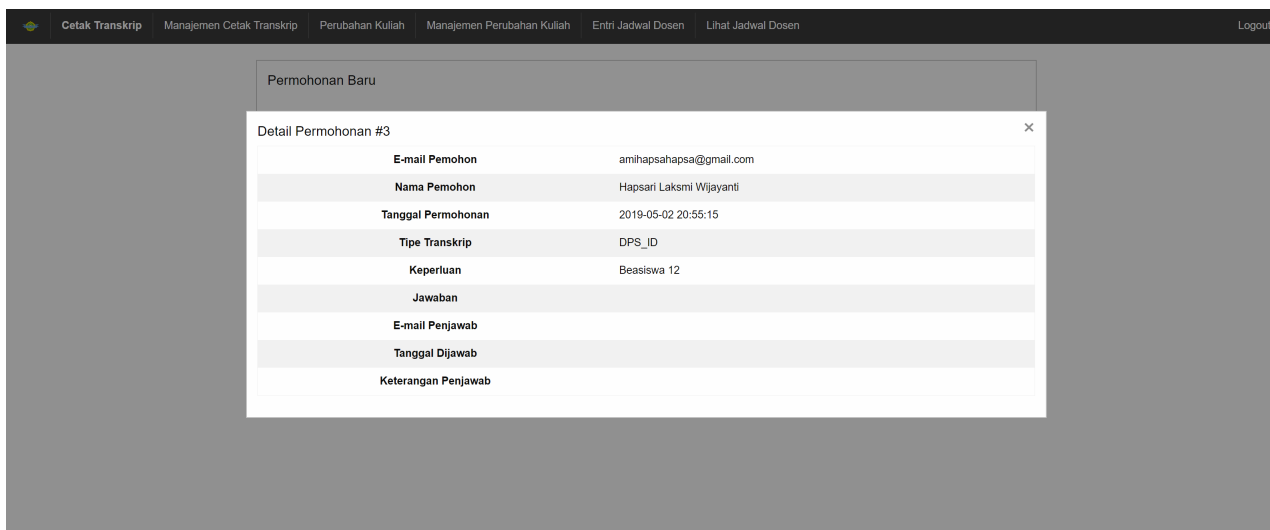 Cetak Transkrip Manajemen Cetak Transkrip Perubahan Kuliah Manajemen Perubahan Kuliah Entri Jadwal Dosen Lihat Jadwal Dosen Logout
Permohonan Baru
Detail Permohonan #3 ×
E-mail Pemohon amihapsahapsa@gmail.com
Nama Pemohon Hapsari Laksmi Wijayanti
Tanggal Permohonan 2019-05-02 20:55:15
Tipe Transkrip DPS_ID
Keperluan Beasiswa 12
Jawaban
E-mail Penjawab
Tanggal Dijawab
Keterangan Penjawab